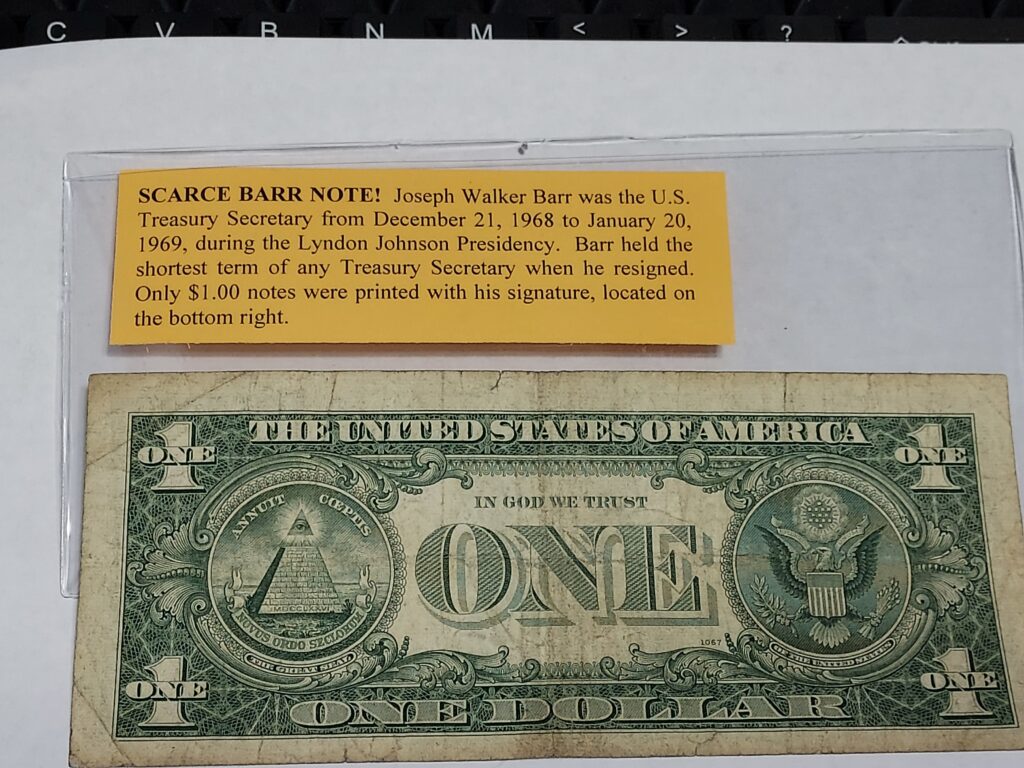 C V B N M < > ?
SCARCE BARR NOTE! Joseph Walker Barr was the U.S.
Treasury Secretary from December 21, 1968 to January 20,
1969, during the Lyndon Johnson Presidency. Barr held the
shortest term of any Treasury Secretary when he resigned.
Only $1.00 notes were printed with his signature, located on
the bottom right.
THE UNITED STATES OF AMERICA
1 ONE
1 ONE
IN GOD WE TRUST
ANNUIT CŒPTIS
ONE
MDCCLXXVI
NOVUS ORDO SECLORUM
1067
THE GREAT SEAL
OF THE UNITED STATES
1 ONE
1 ONE
ONE DOLLAR